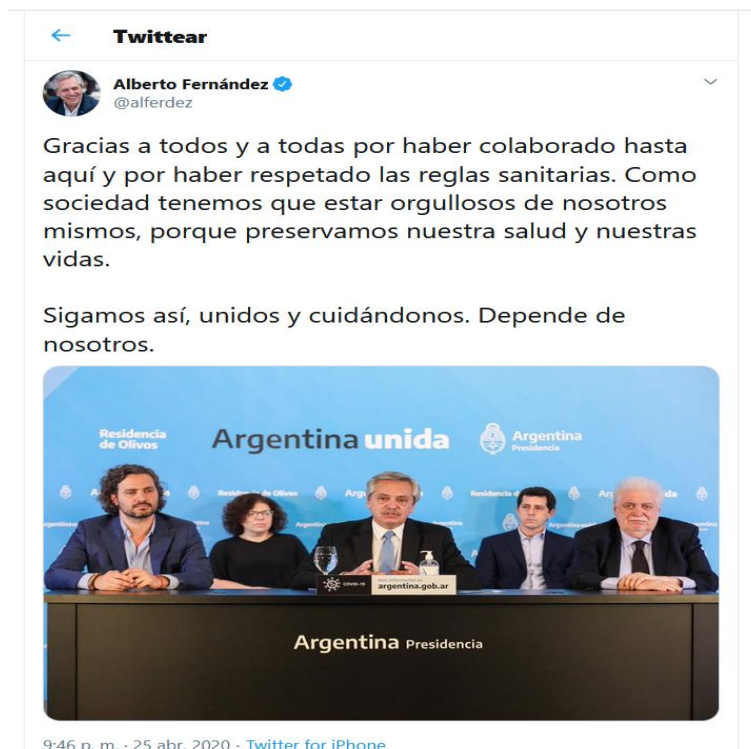 Twittear
Alberto Fernández
@alferdez
Gracias a todos y a todas por haber colaborado hasta
aquí y por haber respetado las reglas sanitarias. Como
sociedad tenemos que estar orgullosos de nosotros
mismos, porque preservamos nuestra salud y nuestras
vidas.
Sigamos así, unidos y cuidándonos. Depende de
nosotros.
Residencia
de Olivos
Argentina unida
Argentina
Presidencia
COVID-19
argentina.gob.ar
Argentina Presidencia
9:46 p. m. · 25 abr. 2020 · Twitter for iPhone